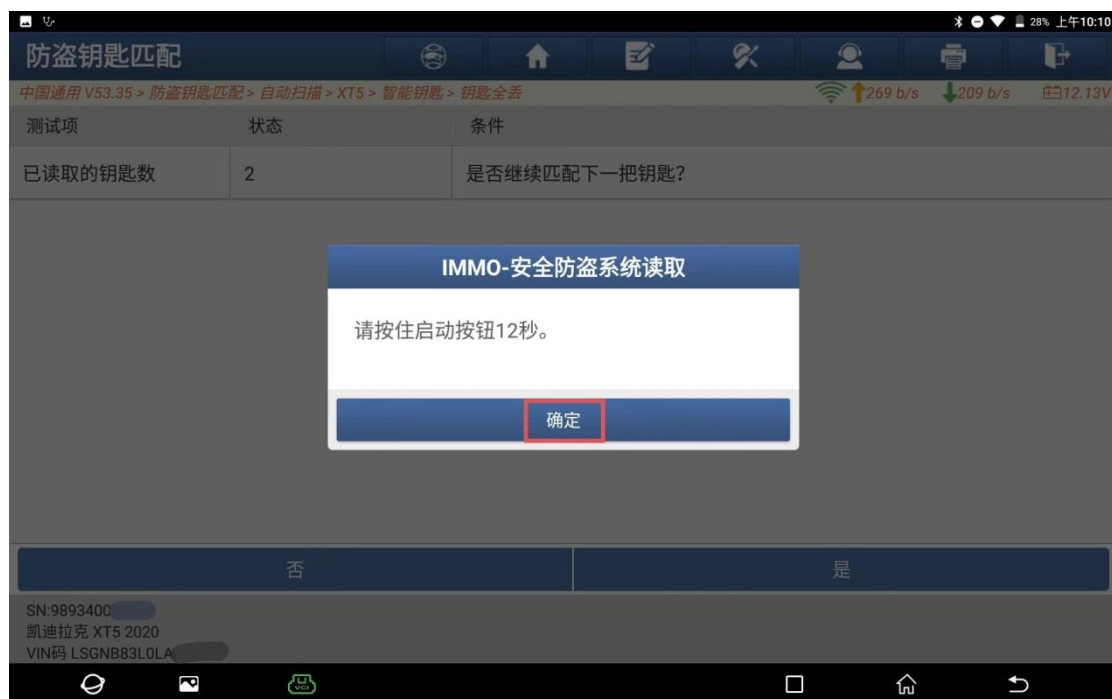 28% 上午10:10
防盗钥匙匹配
中国通用 V53.35 > 防盗钥匙匹配 > 自动扫描 > XT5 > 智能钥匙 > 钥匙全丢 269 b/s 209 b/s 12.13V
测试项 状态 条件
已读取的钥匙数 2 是否继续匹配下一把钥匙？
IMMO-安全防盗系统读取
请按住启动按钮12秒。
确定
否 是
SN:9893400
凯迪拉克 XT5 2020
VIN码 LSGNB83L0LA
VCI